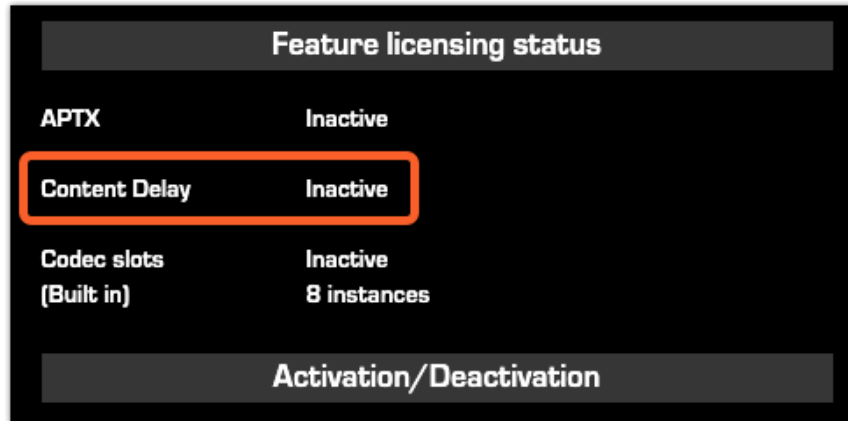 Feature licensing status
APTX Inactive
Content Delay Inactive
Codec slots Inactive
(Built in) 8 instances
Activation/Deactivation